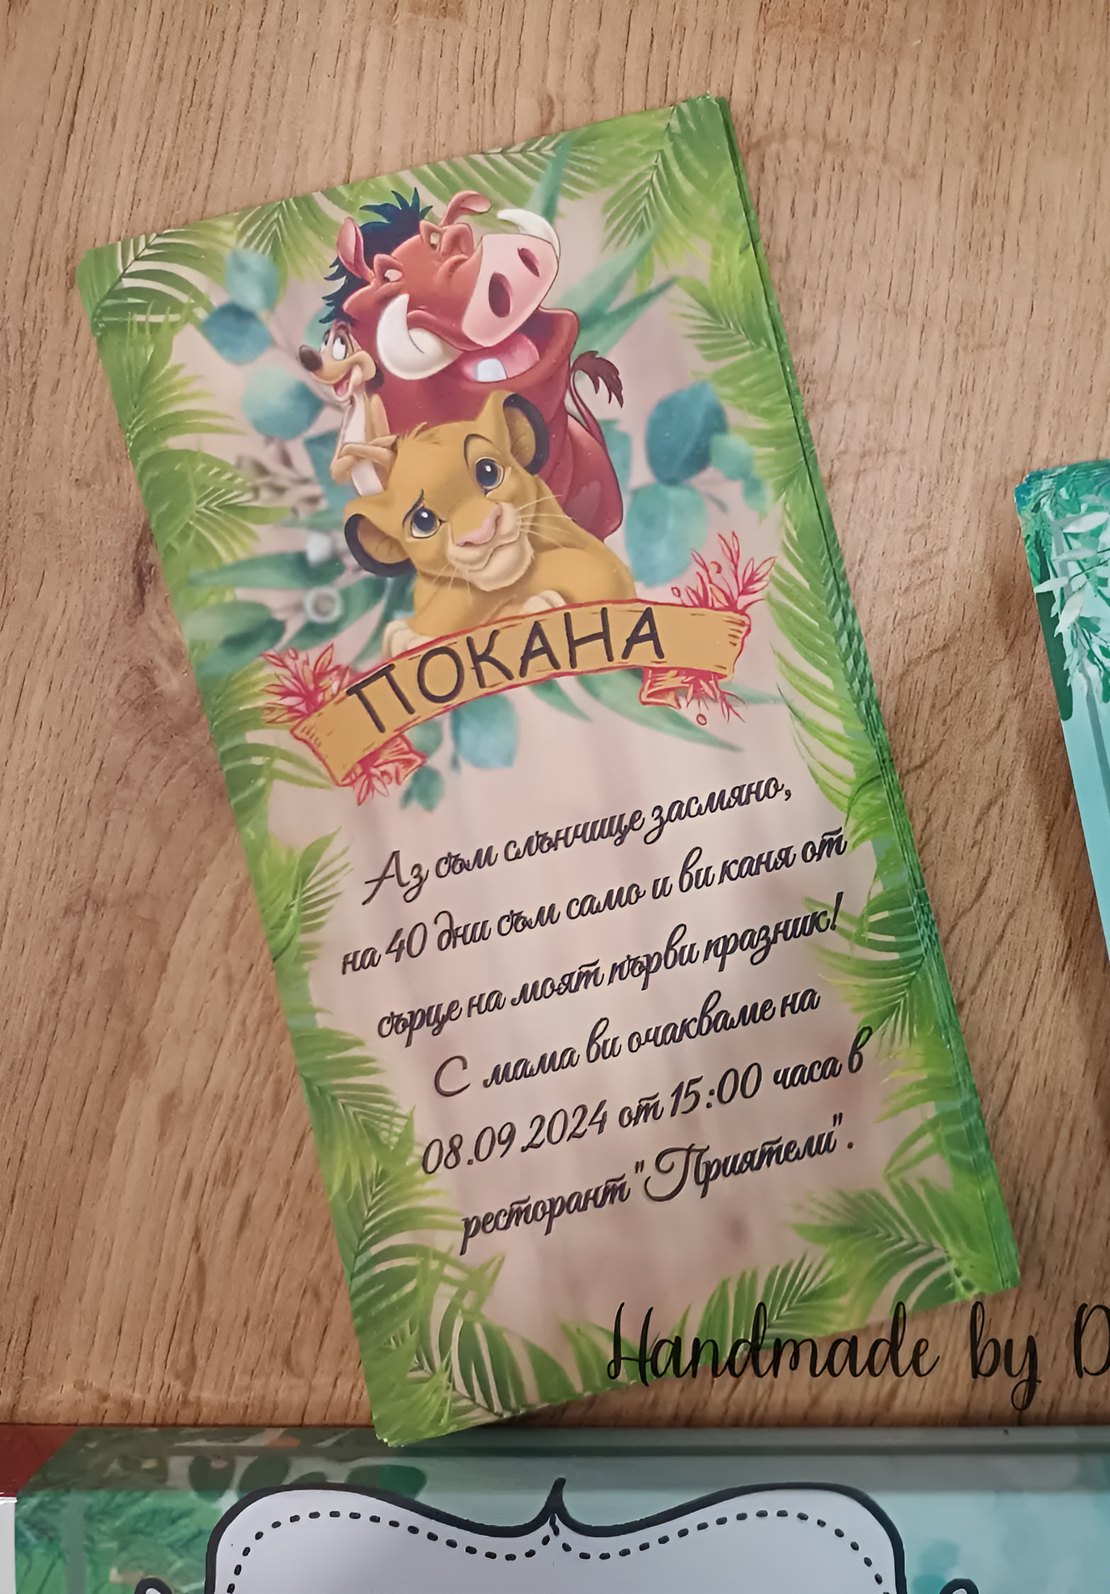 ПОКАНА
Аз съм слънчице засмяно,
на 40 дни съм само и ви каня от
сърце на моят първи празник!
С мама ви очакваме на
08.09.2024 от 15:00 часа в
ресторант "Приятели".
Handmade by D